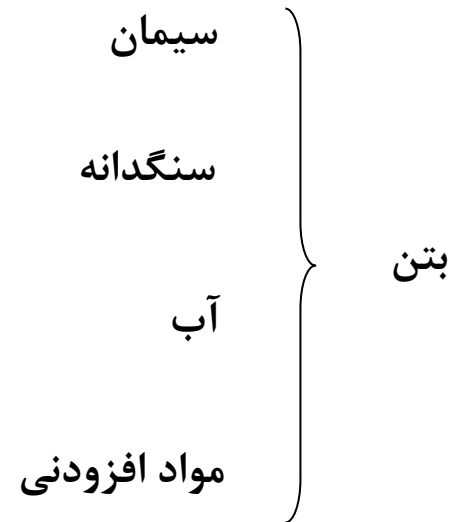 سیمان
سنگدانه
بتن
آب
مواد افزودنی